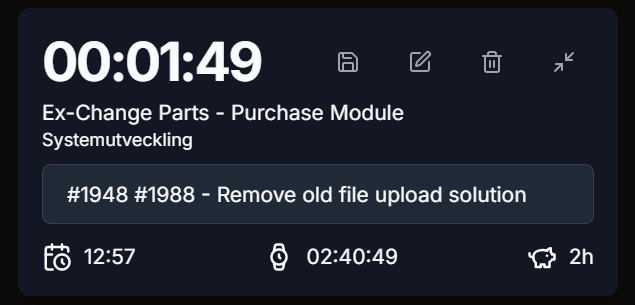 00:01:49
Ex-Change Parts - Purchase Module
Systemutveckling
#1948 #1988 - Remove old file upload solution
12:57 02:40:49 2h